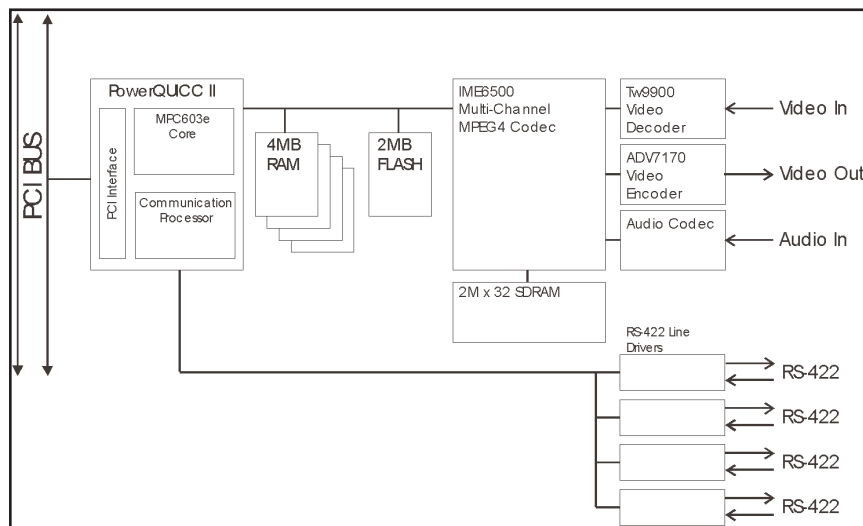 PCI BUS
PowerQUICC II
PCI Interface
MPC603e
Core
Communication
Processor
4MB
RAM
2MB
FLASH
IME6500
Multi-Channel
MPEG4 Codec
2M x 32 SDRAM
Tw9900
Video
Decoder
Video In
ADV7170
Video
Encoder
Video Out
Audio Codec
Audio In
RS-422 Line
Drivers
RS-422
RS-422
RS-422
RS-422